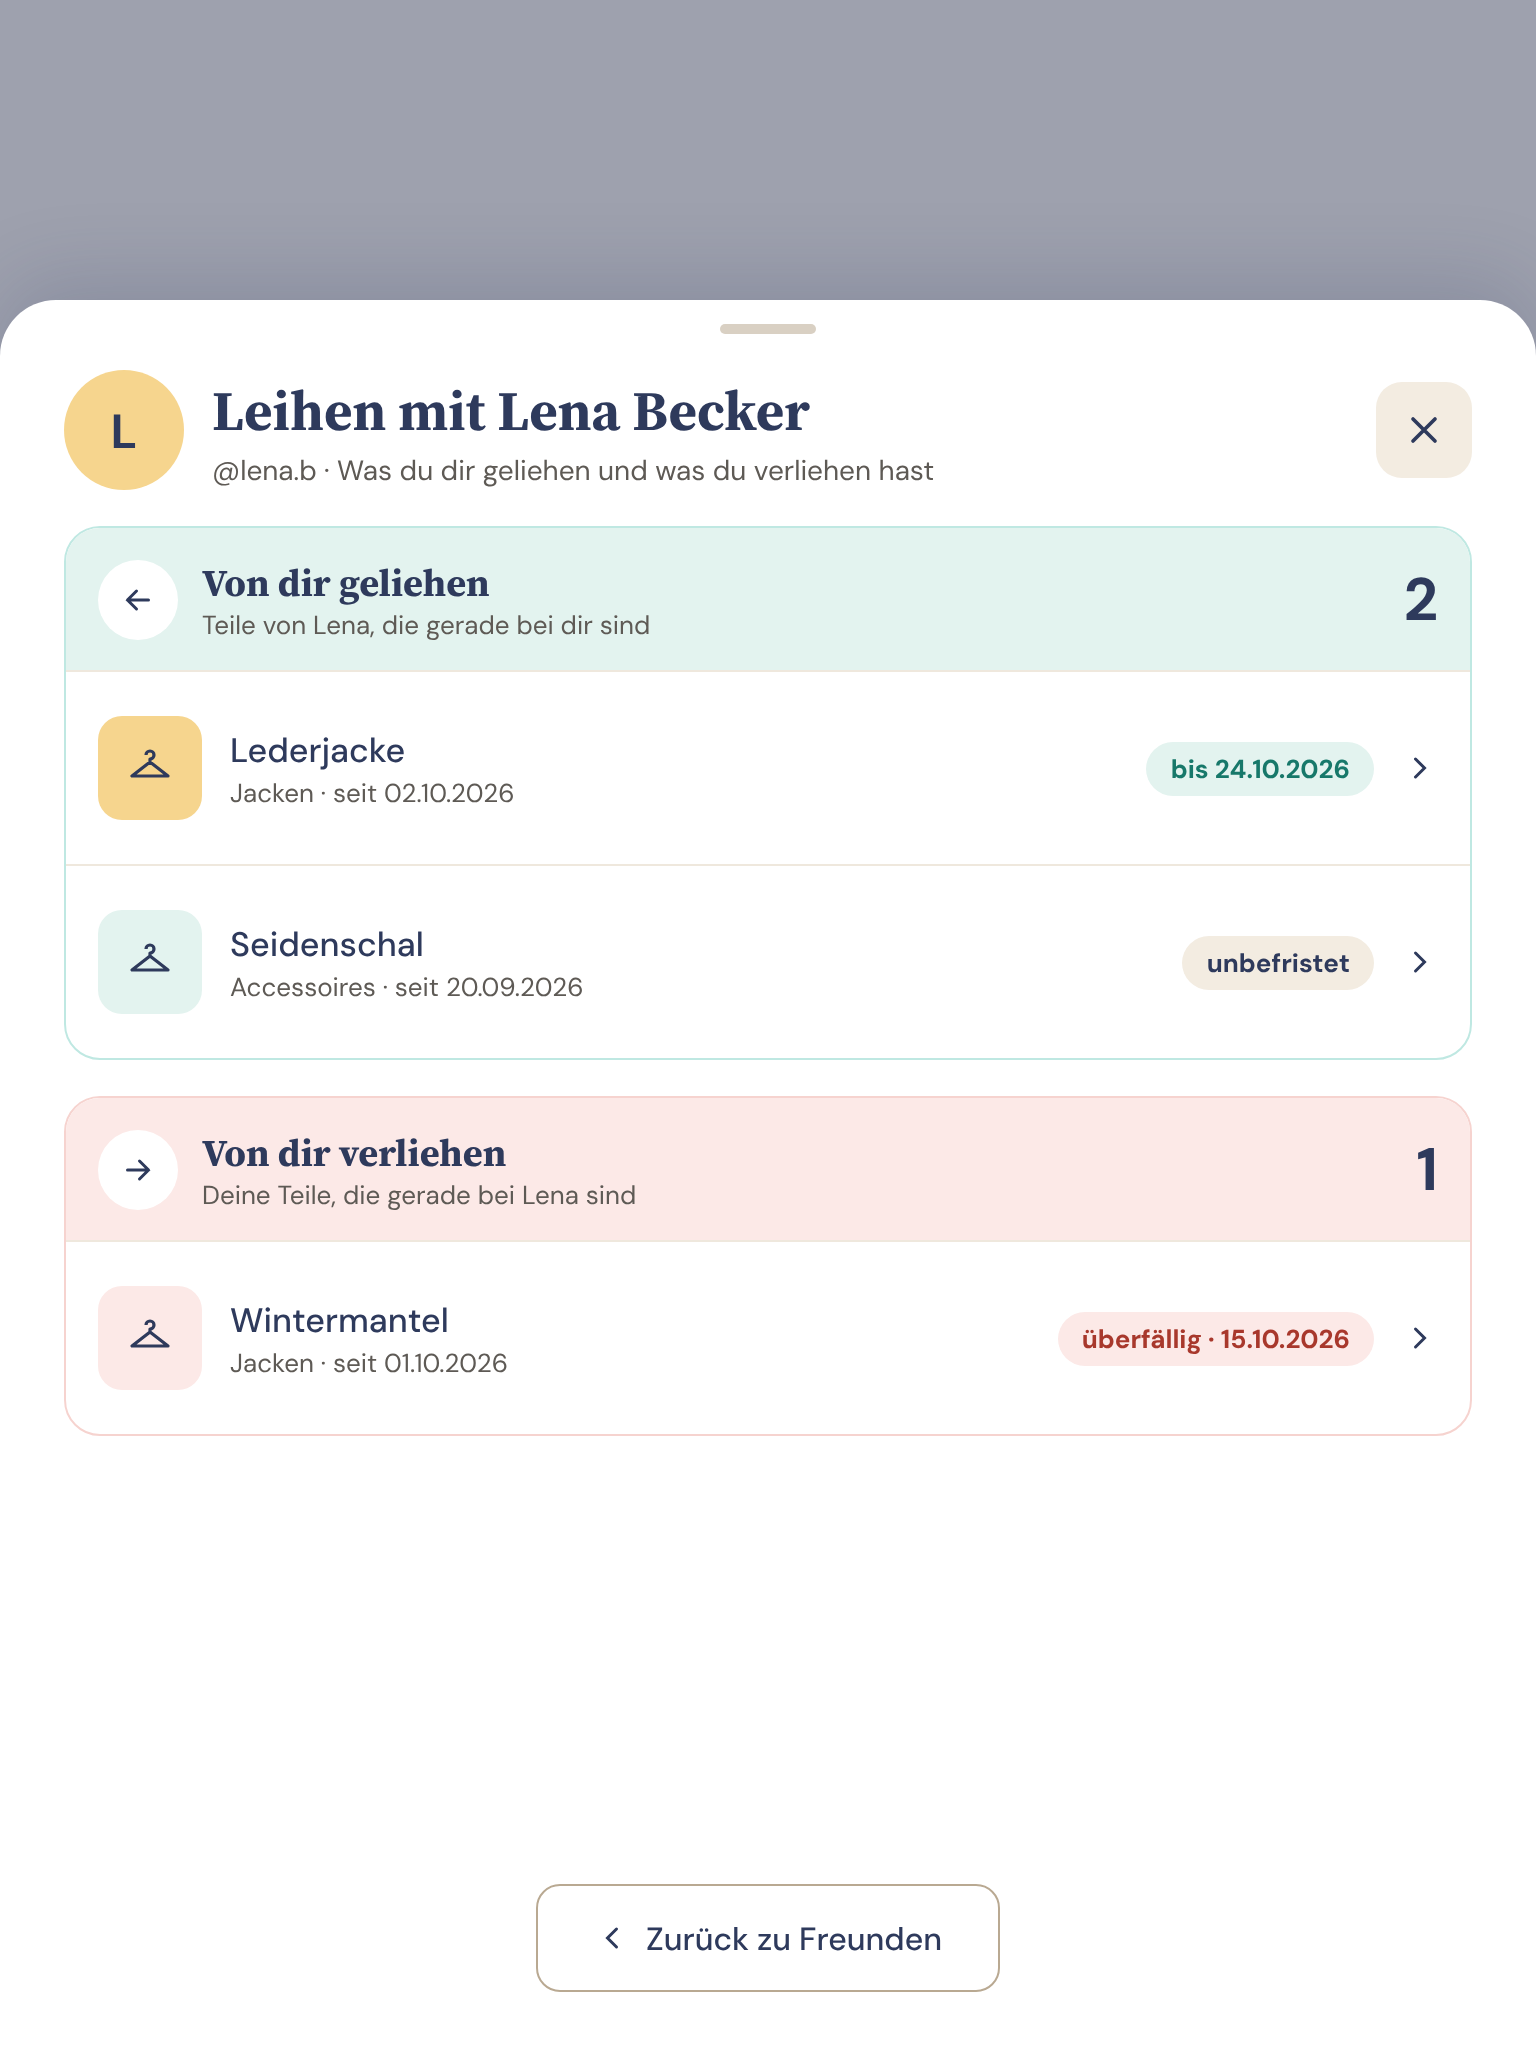 L
Leihen mit Lena Becker
@lena.b · Was du dir geliehen und was du verliehen hast
Von dir geliehen
Teile von Lena, die gerade bei dir sind
2
Lederjacke
Jacken · seit 02.10.2026
bis 24.10.2026
Seidenschal
Accessoires · seit 20.09.2026
unbefristet
Von dir verliehen
Deine Teile, die gerade bei Lena sind
1
Wintermantel
Jacken · seit 01.10.2026
überfällig · 15.10.2026
Zurück zu Freunden